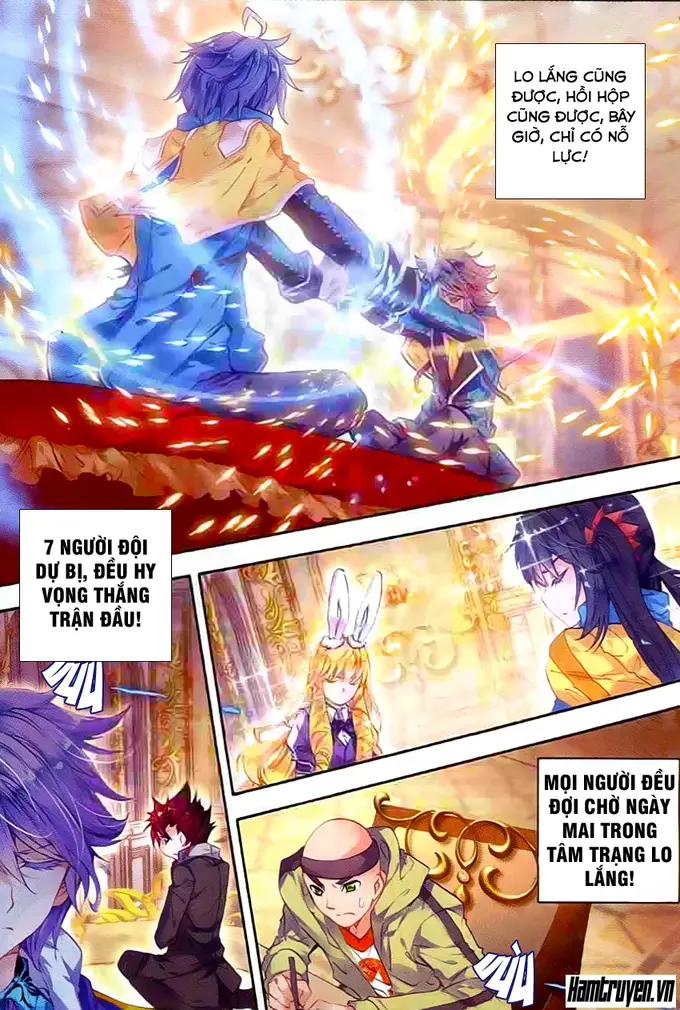 LO LẮNG CŨNG
ĐƯỢC, HỒI HỘP
CŨNG ĐƯỢC, BÂY
GIỜ, CHỈ CÓ NỖ
LỰC!
7 NGƯỜI ĐỘI
DỰ BỊ, ĐỀU HY
VỌNG THẮNG
TRẬN ĐẦU!
VÙÙ
MỌI NGƯỜI ĐỀU
ĐỢI CHỜ NGÀY
MAI TRONG
TÂM TRẠNG LO
LẮNG!
VÙÙ
Hamtruyen.vn